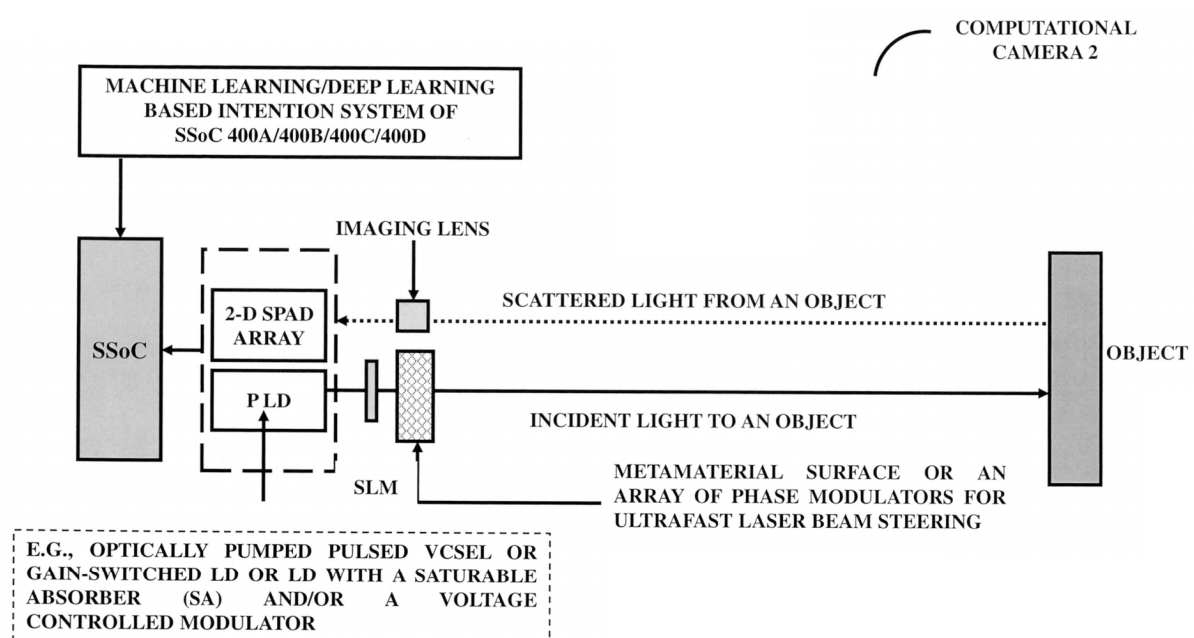 COMPUTATIONAL
CAMERA 2
MACHINE LEARNING/DEEP LEARNING
BASED INTENTION SYSTEM OF
SSoC 400A/400B/400C/400D
IMAGING LENS
SCATTERED LIGHT FROM AN OBJECT
2-D SPAD
ARRAY
SSoC
OBJECT
P LD
INCIDENT LIGHT TO AN OBJECT
SLM
METAMATERIAL SURFACE OR AN
ARRAY OF PHASE MODULATORS FOR
ULTRAFAST LASER BEAM STEERING
E.G., OPTICALLY PUMPED PULSED VCSEL OR
GAIN-SWITCHED LD OR LD WITH A SATURABLE
ABSORBER (SA) AND/OR A VOLTAGE
CONTROLLED MODULATOR